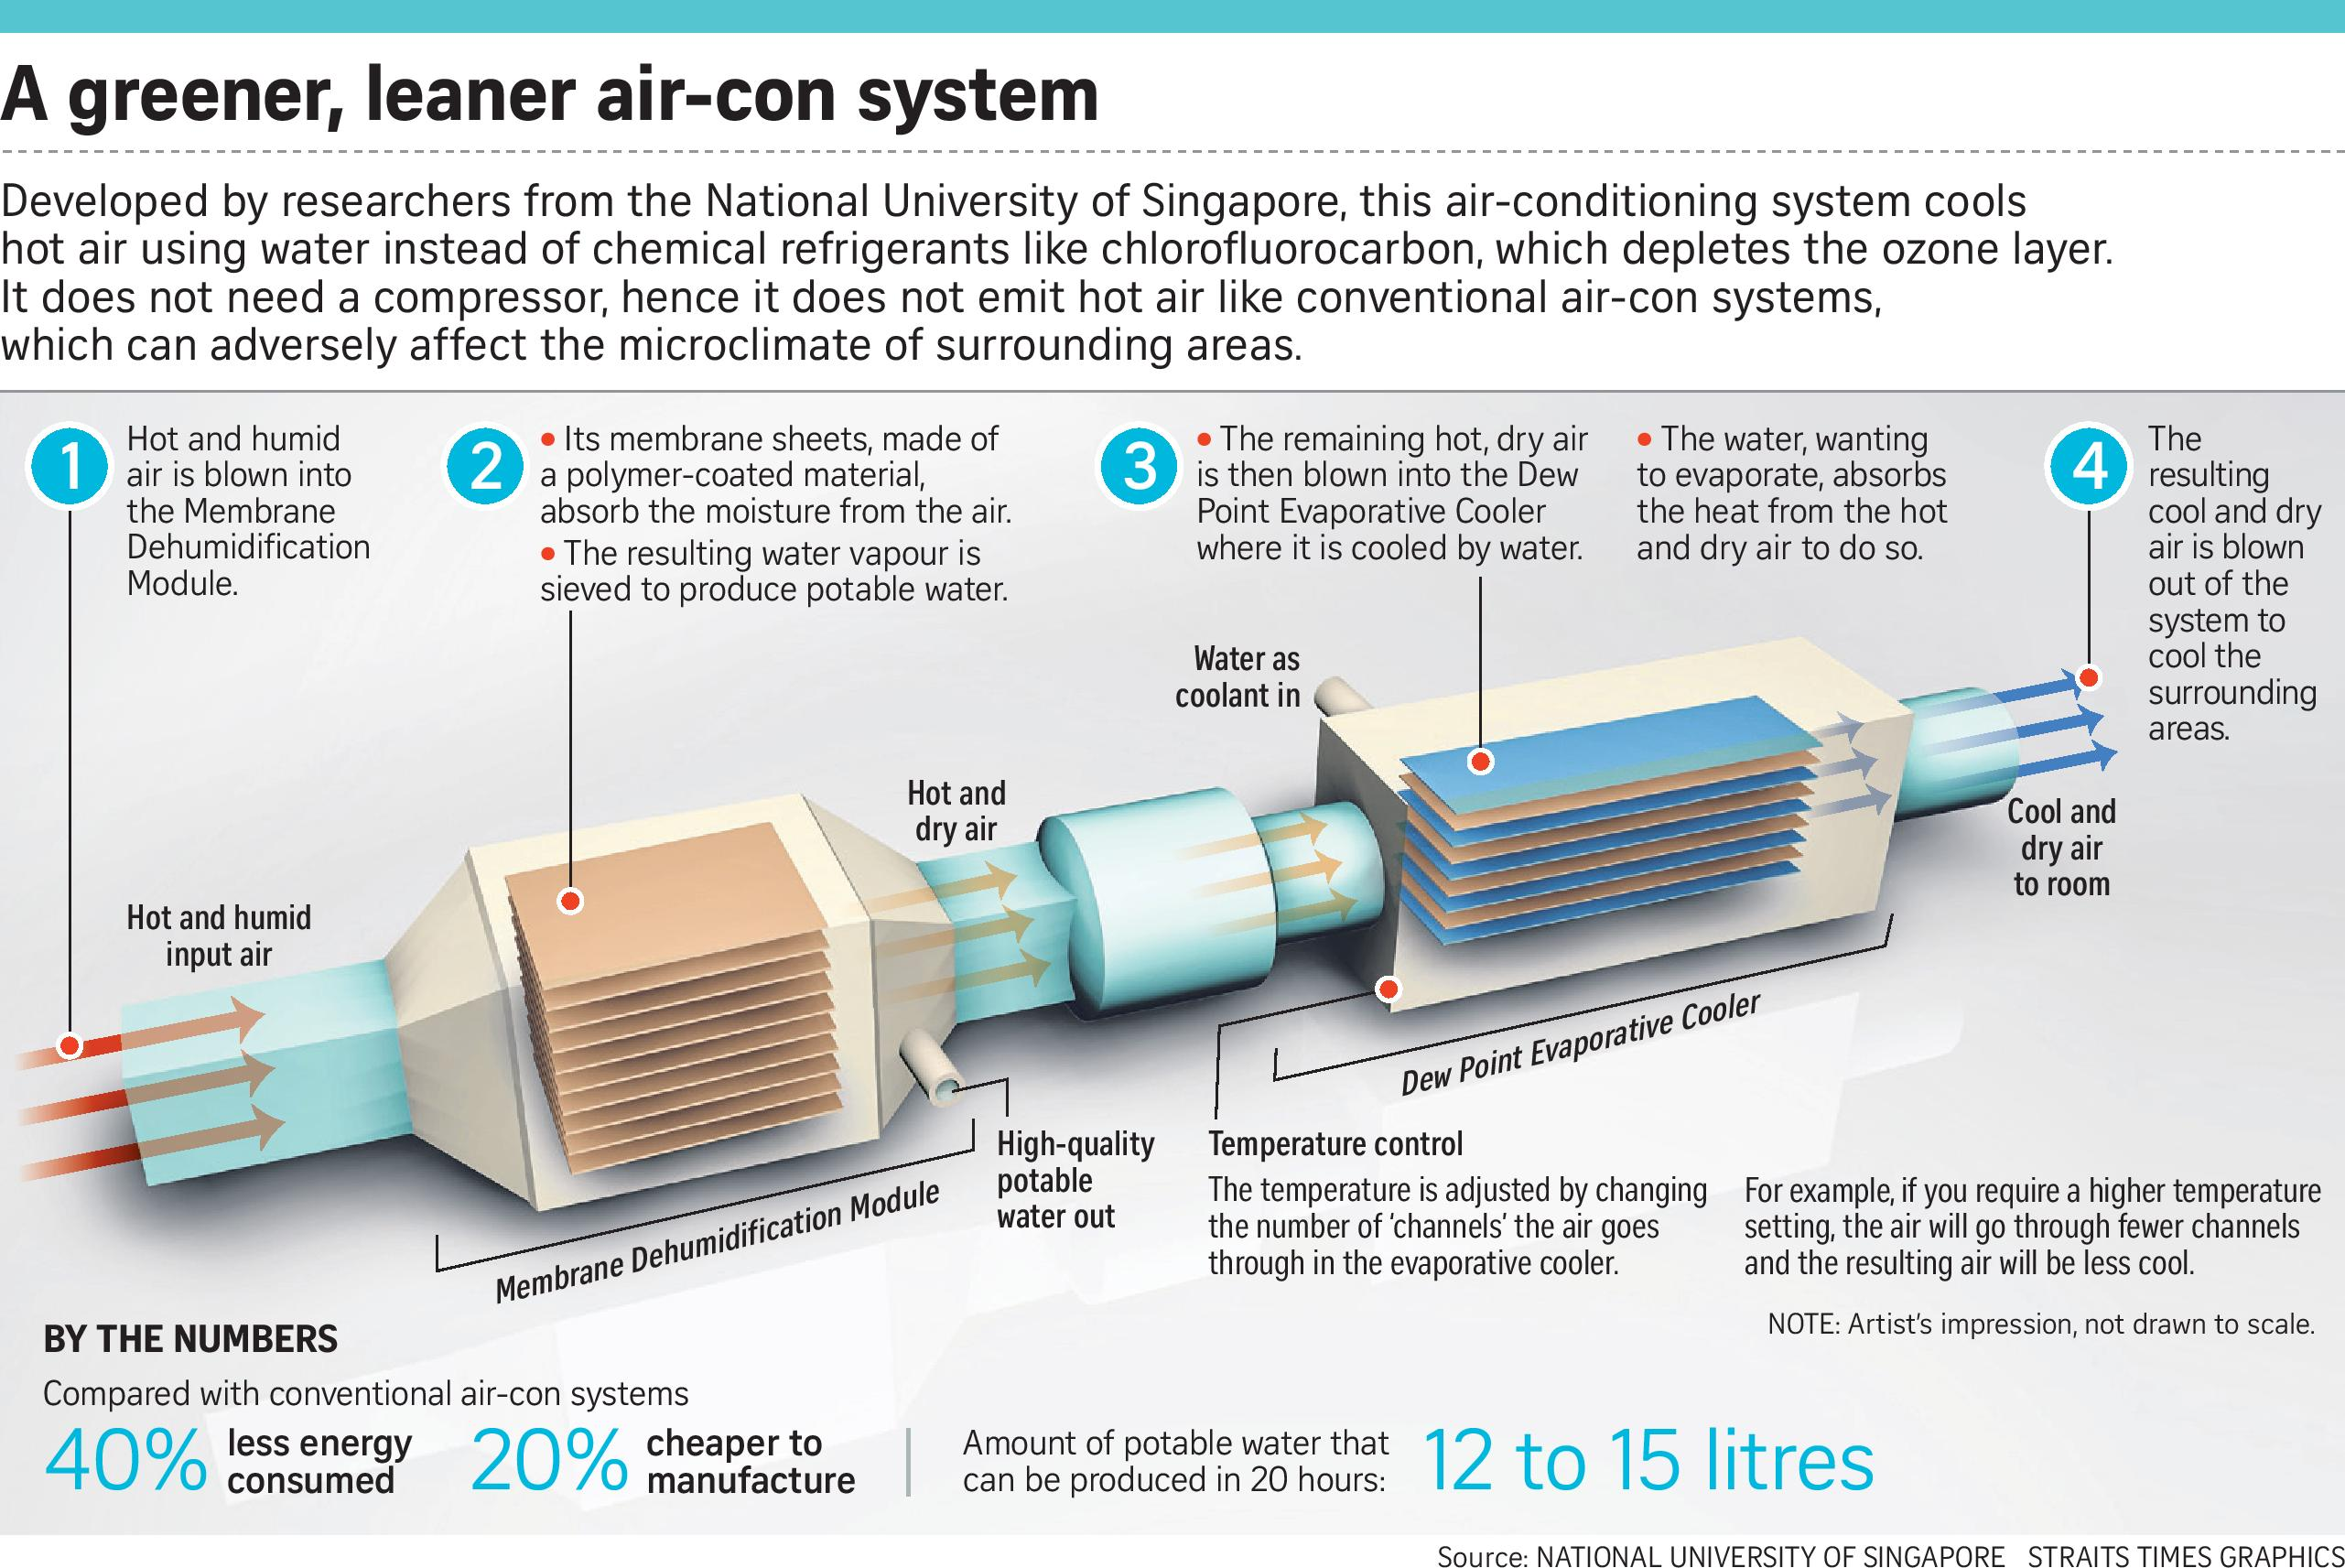 A greener, leaner air-con system
Developed by researchers from the National University of Singapore, this air-conditioning system cools
hot air using water instead of chemical refrigerants like chlorofluorocarbon, which depletes the ozone layer.
It does not need a compressor, hence it does not emit hot air like conventional air-con systems,
which can adversely affect the microclimate of surrounding areas.
1
Hot and humid
air is blown into
the Membrane
Dehumidification
Module.
2
• Its membrane sheets, made of
a polymer-coated material,
absorb the moisture from the air.
• The resulting water vapour is
sieved to produce potable water.
3
• The remaining hot, dry air
is then blown into the Dew
Point Evaporative Cooler
where it is cooled by water.
• The water, wanting
to evaporate, absorbs
the heat from the hot
and dry air to do so.
4
The
resulting
cool and dry
air is blown
out of the
system to
cool the
surrounding
areas.
Water as
coolant in
Hot and
dry air
Cool and
dry air
to room
Hot and humid
input air
Dew Point Evaporative Cooler
High-quality
potable
water out
Membrane Dehumidification Module
Temperature control
The temperature is adjusted by changing
the number of ‘channels’ the air goes
through in the evaporative cooler.
For example, if you require a higher temperature
setting, the air will go through fewer channels
and the resulting air will be less cool.
NOTE: Artist’s impression, not drawn to scale.
BY THE NUMBERS
Compared with conventional air-con systems
40%
less energy
consumed
20%
cheaper to
manufacture
Amount of potable water that
can be produced in 20 hours:
12 to 15 litres
Source: NATIONAL UNIVERSITY OF SINGAPORE STRAITS TIMES GRAPHICS